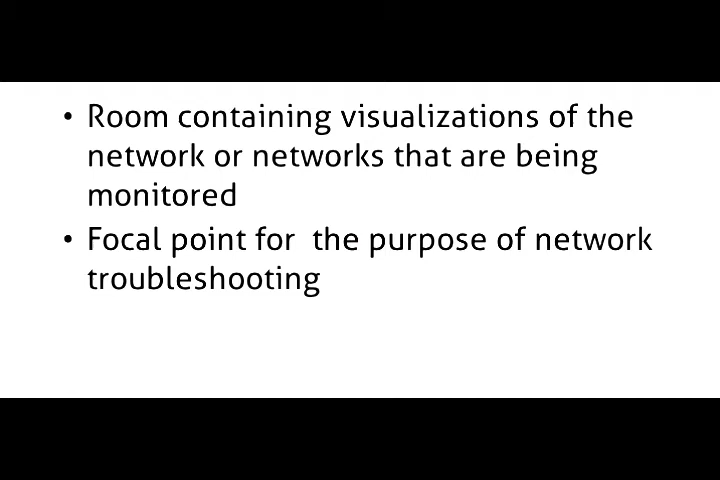 • Room containing visualizations of the
network or networks that are being
monitored
• Focal point for  the purpose of network
troubleshooting